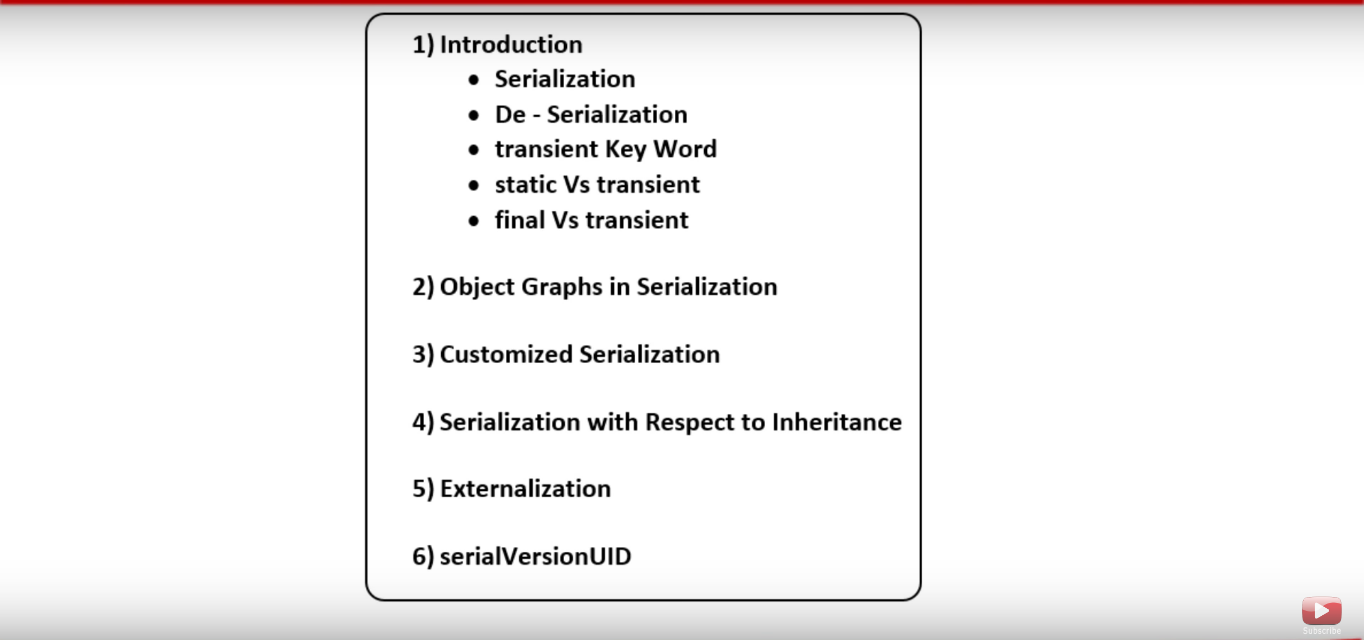 1) Introduction
• Serialization
• De - Serialization
• transient Key Word
• static Vs transient
• final Vs transient
2) Object Graphs in Serialization
3) Customized Serialization
4) Serialization with Respect to Inheritance
5) Externalization
6) serialVersionUID
Subscribe